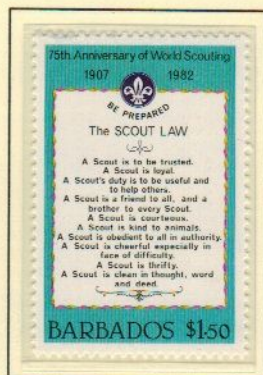 75th Anniversary of World Scouting
1907 1982
BE PREPARED
The SCOUT LAW
A Scout is to be trusted.
A Scout is loyal.
A Scout's duty is to be useful and
to help others.
A Scout is a friend to all, and a
brother to every Scout.
A Scout is courteous.
A Scout is kind to animals.
A Scout is obedient to all in authority.
A Scout is cheerful especially in
face of difficulty.
A Scout is thrifty.
A Scout is clean in thought, word
and deed.
BARBADOS $1.50